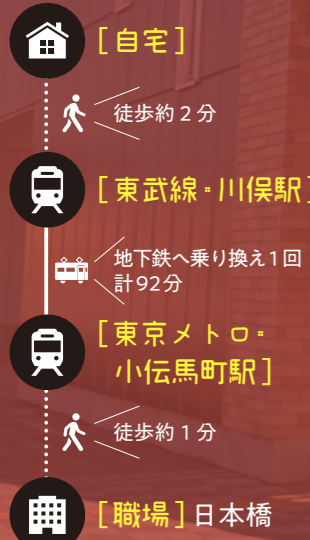 [自宅]
徒歩約2分
[東武線・川俣駅]
地下鉄へ乗り換え1回
計92分
[東京メトロ・
小伝馬町駅]
徒歩約1分
[職場]日本橋